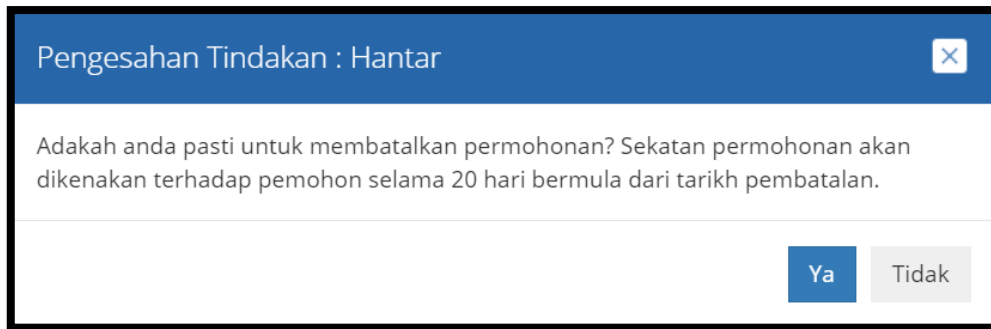 Pengesahan Tindakan : Hantar
Adakah anda pasti untuk membatalkan permohonan? Sekatan permohonan akan
dikenakan terhadap pemohon selama 20 hari bermula dari tarikh pembatalan.
Ya Tidak